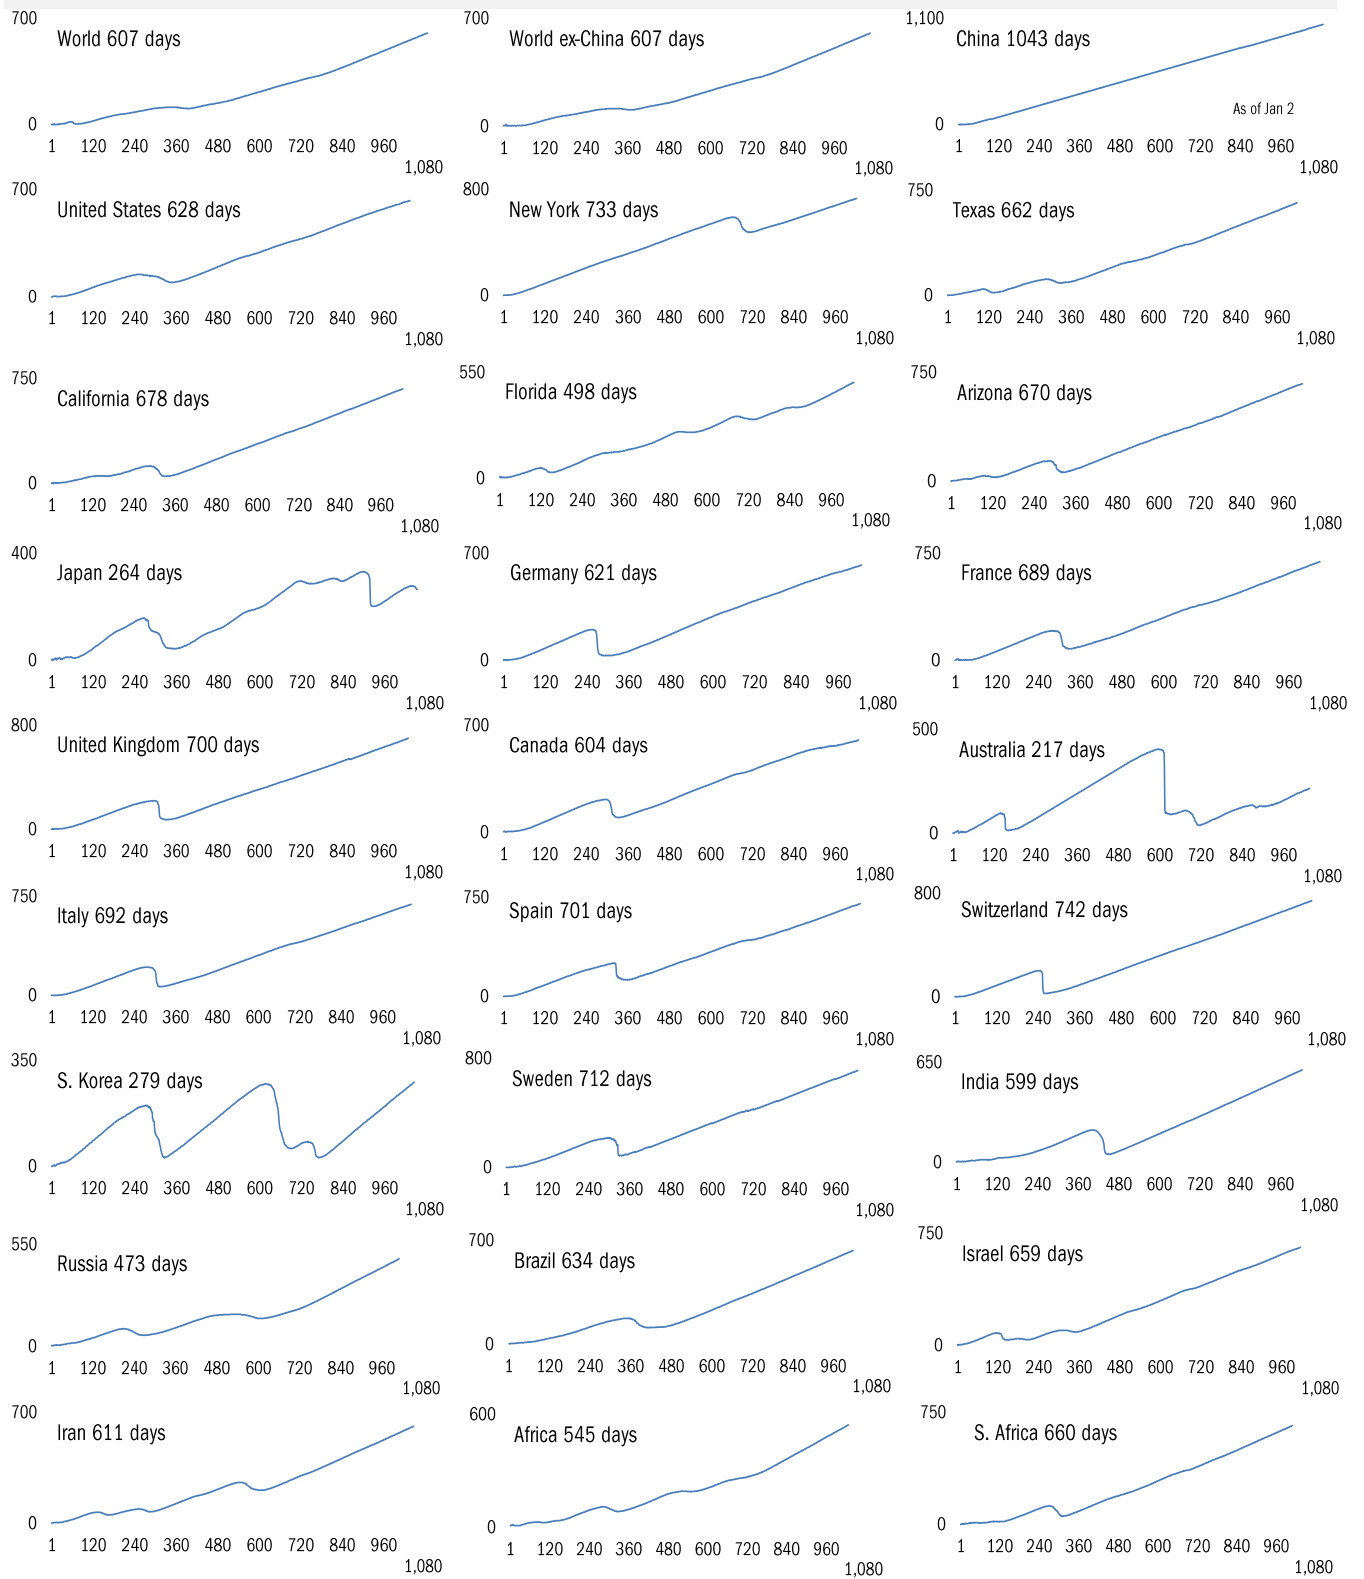 700
World 607 days
0
1 120 240 360 480 600 720 840 960
1,080
700
World ex-China 607 days
0
1 120 240 360 480 600 720 840 960
1,080
1,100
China 1043 days
As of Jan 2
0
1 120 240 360 480 600 720 840 960
1,080
700
United States 628 days
0
1 120 240 360 480 600 720 840 960
1,080
800
New York 733 days
0
1 120 240 360 480 600 720 840 960
1,080
750
Texas 662 days
0
1 120 240 360 480 600 720 840 960
1,080
750
California 678 days
0
1 120 240 360 480 600 720 840 960
1,080
550
Florida 498 days
0
1 120 240 360 480 600 720 840 960
1,080
750
Arizona 670 days
0
1 120 240 360 480 600 720 840 960
1,080
400
Japan 264 days
0
1 120 240 360 480 600 720 840 960
1,080
700
Germany 621 days
0
1 120 240 360 480 600 720 840 960
1,080
750
France 689 days
0
1 120 240 360 480 600 720 840 960
1,080
800
United Kingdom 700 days
0
1 120 240 360 480 600 720 840 960
1,080
700
Canada 604 days
0
1 120 240 360 480 600 720 840 960
1,080
500
Australia 217 days
0
1 120 240 360 480 600 720 840 960
1,080
750
Italy 692 days
0
1 120 240 360 480 600 720 840 960
1,080
750
Spain 701 days
0
1 120 240 360 480 600 720 840 960
1,080
800
Switzerland 742 days
0
1 120 240 360 480 600 720 840 960
1,080
350
S. Korea 279 days
0
1 120 240 360 480 600 720 840 960
1,080
800
Sweden 712 days
0
1 120 240 360 480 600 720 840 960
1,080
650
India 599 days
0
1 120 240 360 480 600 720 840 960
1,080
550
Russia 473 days
0
1 120 240 360 480 600 720 840 960
1,080
700
Brazil 634 days
0
1 120 240 360 480 600 720 840 960
1,080
750
Israel 659 days
0
1 120 240 360 480 600 720 840 960
1,080
700
Iran 611 days
0
1 120 240 360 480 600 720 840 960
1,080
600
Africa 545 days
0
1 120 240 360 480 600 720 840 960
1,080
750
S. Africa 660 days
0
1 120 240 360 480 600 720 840 960
1,080